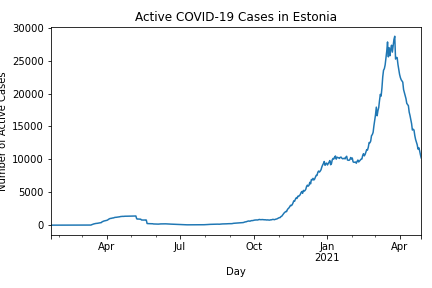 Active COVID-19 Cases in Estonia
Number of Active Cases
30000
25000
20000
15000
10000
5000
0
Apr
Jul
Oct
Jan
2021
Apr
Day